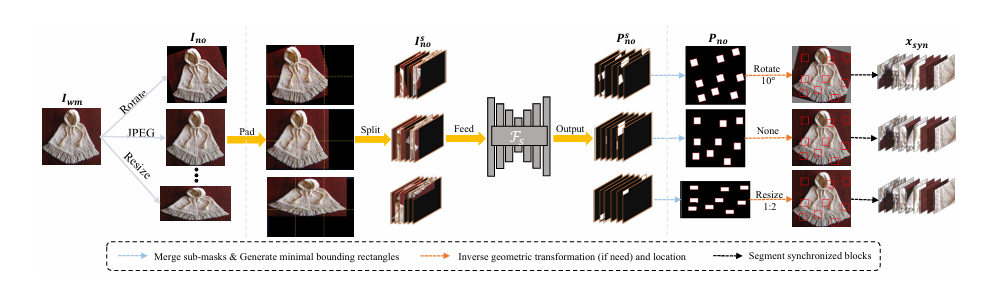 I_wm
Rotate
JPEG
Resize
I_no
Pad
Split
I^s_no
Feed
F_s
Output
P^s_no
P_no
Rotate
10°
None
Resize
1:2
x_syn
Merge sub-masks & Generate minimal bounding rectangles
Inverse geometric transformation (if need) and location
Segment synchronized blocks